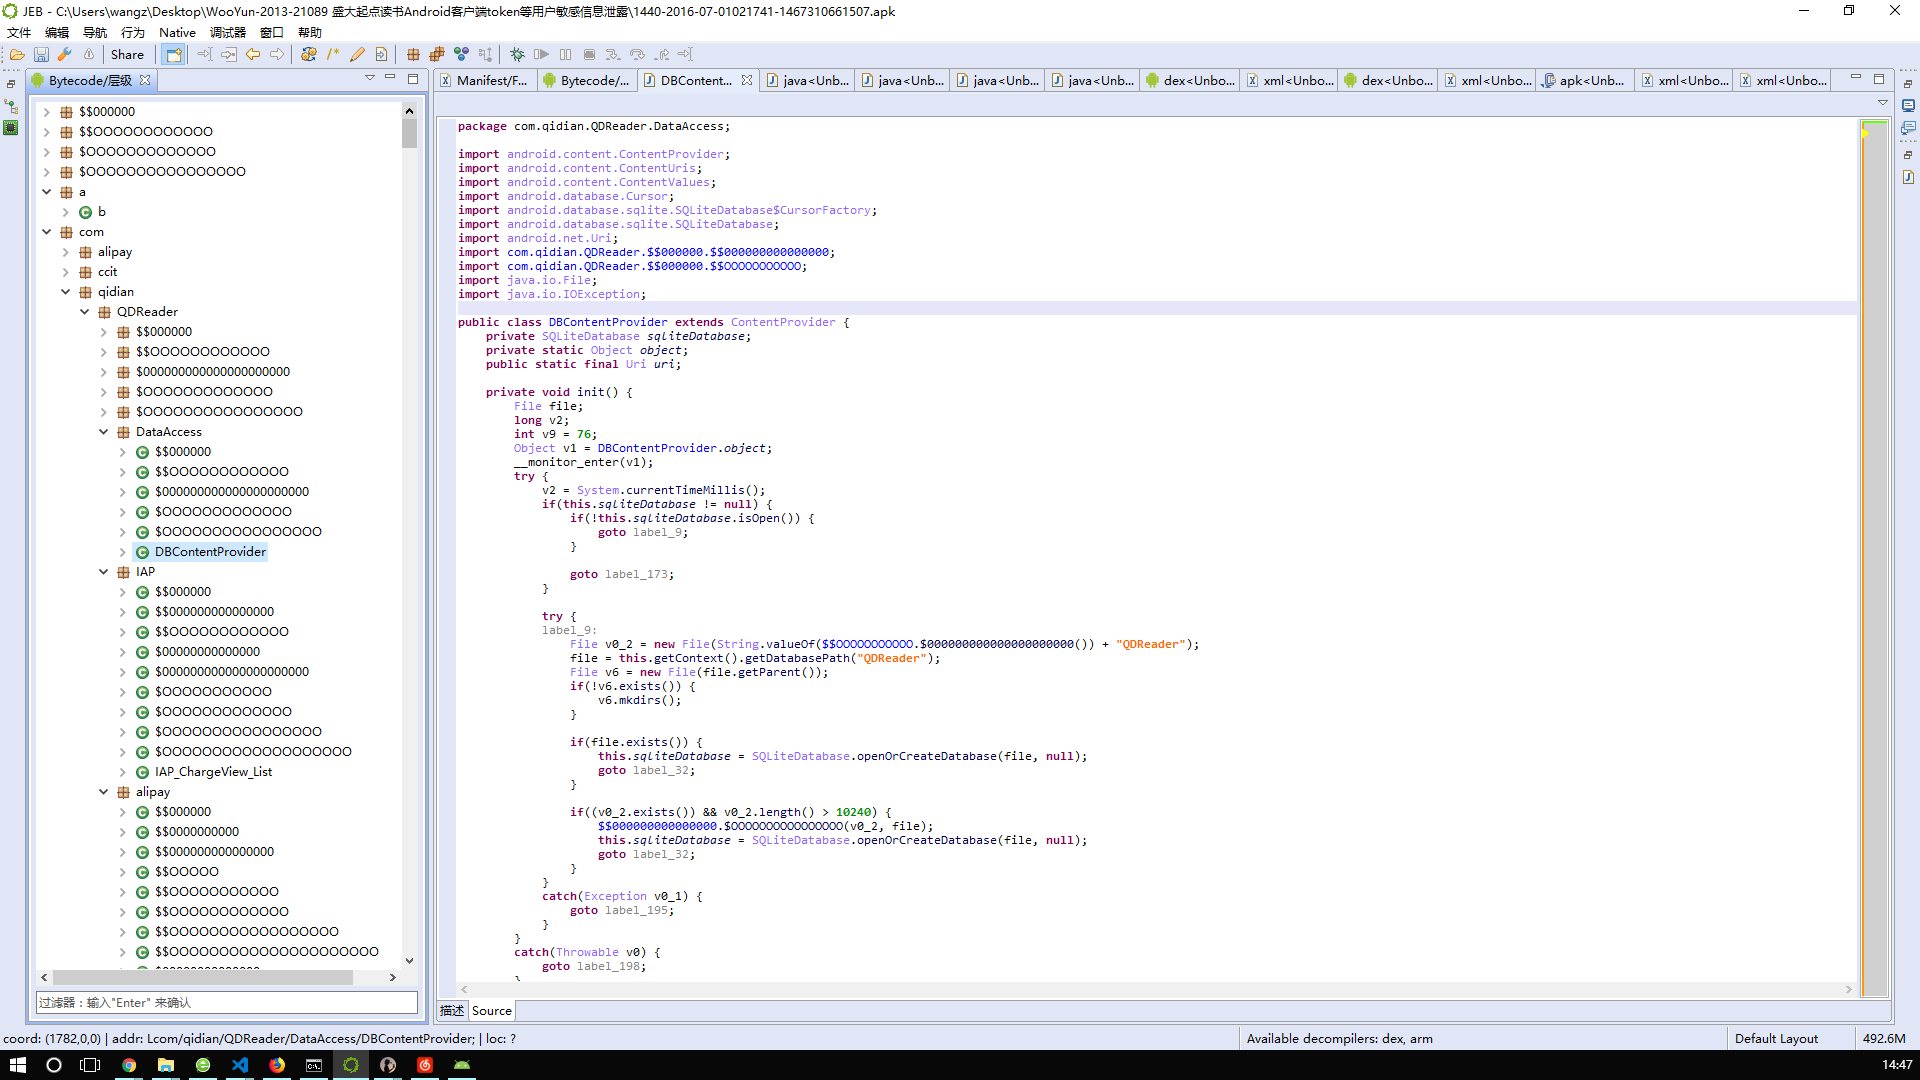 JEB - C:\Users\wangz\Desktop\WooYun-2013-21089 盛大起点读书Android客户端token等用户敏感信息泄露\1440-2016-07-01021741-1467310661507.apk
文件 编辑 导航 行为 Native 调试器 窗口 帮助
Share
Bytecode/层级
$$000000
$$OOOOOOOOOOOO
$OOOOOOOOOOOOO
$OOOOOOOOOOOOOOOO
a
b
com
alipay
ccit
qidian
QDReader
$$000000
$$OOOOOOOOOOOO
$000000000000000000000
$OOOOOOOOOOOOO
$OOOOOOOOOOOOOOOO
DataAccess
$$000000
$$OOOOOOOOOOOO
$000000000000000000000
$OOOOOOOOOOOOO
$OOOOOOOOOOOOOOOO
DBContentProvider
IAP
$$000000
$$000000000000000
$$OOOOOOOOOOOO
$00000000000000
$000000000000000000000
$OOOOOOOOOOO
$OOOOOOOOOOOOO
$OOOOOOOOOOOOOOOO
$OOOOOOOOOOOOOOOOOOO
IAP_ChargeView_List
alipay
$$000000
$$0000000000
$$000000000000000
$$OOOOO
$$OOOOOOOOOOO
$$OOOOOOOOOOOO
$$OOOOOOOOOOOOOOOOO
$$OOOOOOOOOOOOOOOOOOOOO
过滤器：输入"Enter" 来确认
Manifest/F... Bytecode/... DBContent... java<Unb... java<Unb... java<Unb... java<Unb... dex<Unbo... xml<Unbo... dex<Unbo... xml<Unbo... apk<Unb... xml<Unbo... xml<Unbo...
package com.qidian.QDReader.DataAccess;
import android.content.ContentProvider;
import android.content.ContentUris;
import android.content.ContentValues;
import android.database.Cursor;
import android.database.sqlite.SQLiteDatabase$CursorFactory;
import android.database.sqlite.SQLiteDatabase;
import android.net.Uri;
import com.qidian.QDReader.$$000000.$$000000000000000;
import com.qidian.QDReader.$$000000.$$OOOOOOOOOOO;
import java.io.File;
import java.io.IOException;
public class DBContentProvider extends ContentProvider {
private SQLiteDatabase sqliteDatabase;
private static Object object;
public static final Uri uri;
private void init() {
File file;
long v2;
int v9 = 76;
Object v1 = DBContentProvider.object;
__monitor_enter(v1);
try {
v2 = System.currentTimeMillis();
if(this.sqliteDatabase != null) {
if(!this.sqliteDatabase.isOpen()) {
goto label_9;
}
goto label_173;
}
try {
label_9:
File v0_2 = new File(String.valueOf($$OOOOOOOOOOO.$000000000000000000000()) + "QDReader");
file = this.getContext().getDatabasePath("QDReader");
File v6 = new File(file.getParent());
if(!v6.exists()) {
v6.mkdirs();
}
if(file.exists()) {
this.sqliteDatabase = SQLiteDatabase.openOrCreateDatabase(file, null);
goto label_32;
}
if((v0_2.exists()) && v0_2.length() > 10240) {
$$000000000000000.$OOOOOOOOOOOOOOOO(v0_2, file);
this.sqliteDatabase = SQLiteDatabase.openOrCreateDatabase(file, null);
goto label_32;
}
}
catch(Exception v0_1) {
goto label_195;
}
}
catch(Throwable v0) {
goto label_198;
描述 Source
coord: (1782,0,0) | addr: Lcom/qidian/QDReader/DataAccess/DBContentProvider; | loc: ?
Available decompilers: dex, arm
Default Layout
492.6M
14:47